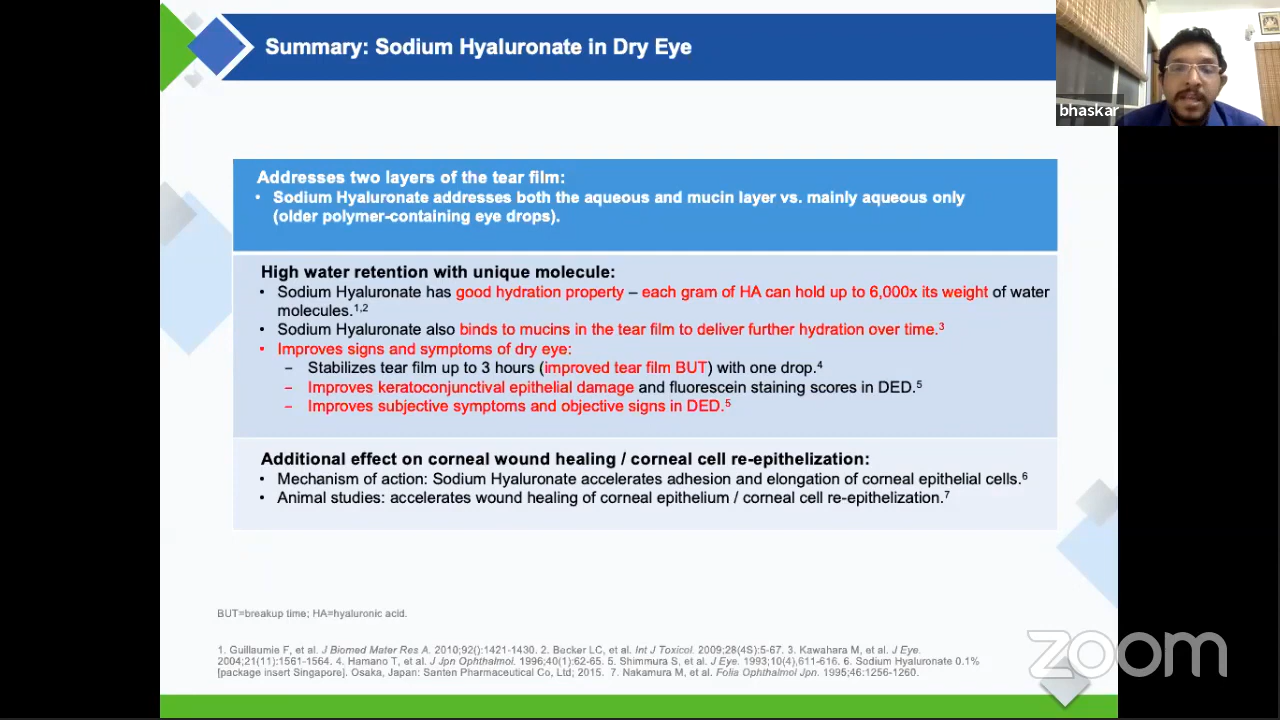 Summary: Sodium Hyaluronate in Dry Eye
bhaskar
Addresses two layers of the tear film:
• Sodium Hyaluronate addresses both the aqueous and mucin layer vs. mainly aqueous only
(older polymer-containing eye drops).
High water retention with unique molecule:
• Sodium Hyaluronate has good hydration property – each gram of HA can hold up to 6,000x its weight of water
molecules.1,2
• Sodium Hyaluronate also binds to mucins in the tear film to deliver further hydration over time.3
• Improves signs and symptoms of dry eye:
– Stabilizes tear film up to 3 hours (improved tear film BUT) with one drop.4
– Improves keratoconjunctival epithelial damage and fluorescein staining scores in DED.5
– Improves subjective symptoms and objective signs in DED.5
Additional effect on corneal wound healing / corneal cell re-epithelization:
• Mechanism of action: Sodium Hyaluronate accelerates adhesion and elongation of corneal epithelial cells.6
• Animal studies: accelerates wound healing of corneal epithelium / corneal cell re-epithelization.7
BUT=breakup time; HA=hyaluronic acid.
1. Guillaumie F, et al. J Biomed Mater Res A. 2010;92():1421-1430. 2. Becker LC, et al. Int J Toxicol. 2009;28(4S):5-67. 3. Kawahara M, et al. J Eye.
2004;21(11):1561-1564. 4. Hamano T, et al. J Jpn Ophthalmol. 1996;40(1):62-65. 5. Shimmura S, et al. J Eye. 1993;10(4),611-616. 6. Sodium Hyaluronate 0.1%
[package insert Singapore]. Osaka, Japan: Santen Pharmaceutical Co, Ltd; 2015. 7. Nakamura M, et al. Folia Ophthalmol Jpn. 1995;46:1256-1260.
zoom